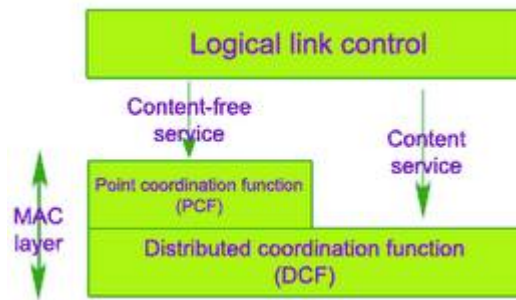 Logical link control
Content-free
service
Content
service
Point coordination function
(PCF)
MAC
layer
Distributed coordination function
(DCF)